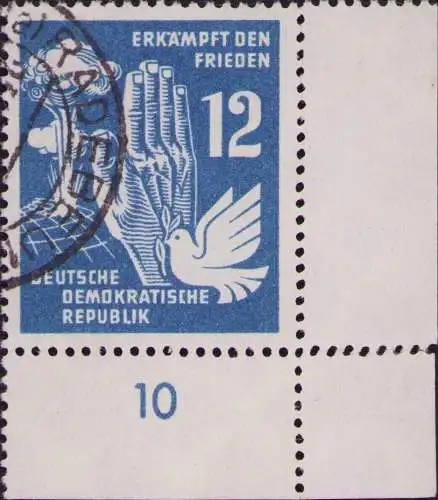 ERKÄMPFT DEN
FRIEDEN
12
DEUTSCHE
DEMOKRATISCHE
REPUBLIK
10